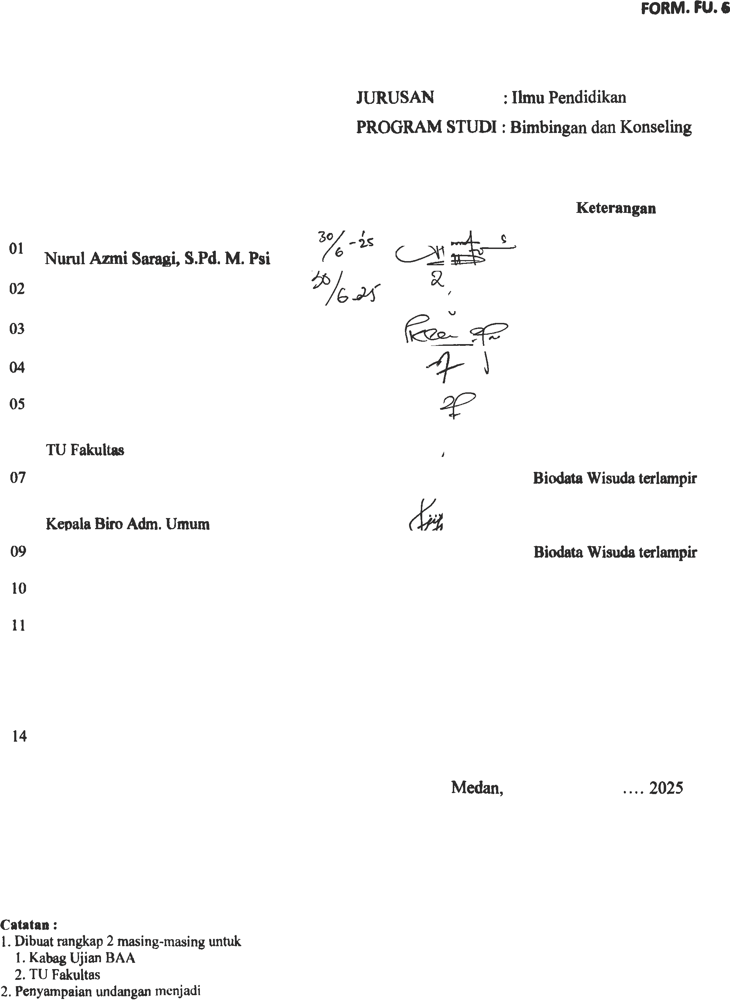 FORM. FU. 6
JURUSAN : Ilmu Pendidikan
PROGRAM STUDI : Bimbingan dan Konseling
Keterangan
01 Nurul Azmi Saragi, S.Pd. M. Psi 30/6 - 25
02 30/6 - 25 2
03
04
05
TU Fakultas
07 Biodata Wisuda terlampir
Kepala Biro Adm. Umum
09 Biodata Wisuda terlampir
10
11
14
Medan, .... 2025
Catatan :
1. Dibuat rangkap 2 masing-masing untuk
1. Kabag Ujian BAA
2. TU Fakultas
2. Penyampaian undangan menjadi